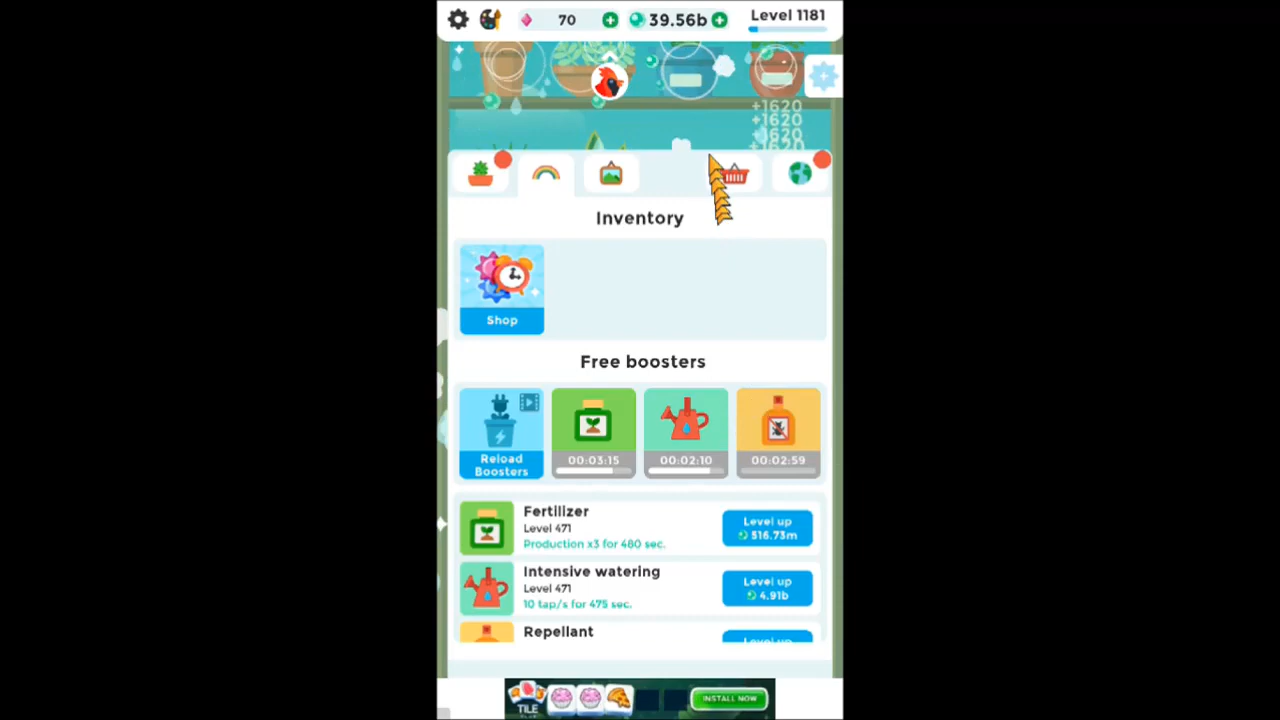 70
39.56b
Level 1181
+1620
+1620
+1620
+1620
Inventory
Shop
Free boosters
Reload
Boosters
00:03:15
00:02:10
00:02:59
Fertilizer
Level 471
Production x3 for 480 sec.
Level up
516.73m
Intensive watering
Level 471
10 tap/s for 475 sec.
Level up
4.91b
Repellant
Level up
TILE
INSTALL NOW